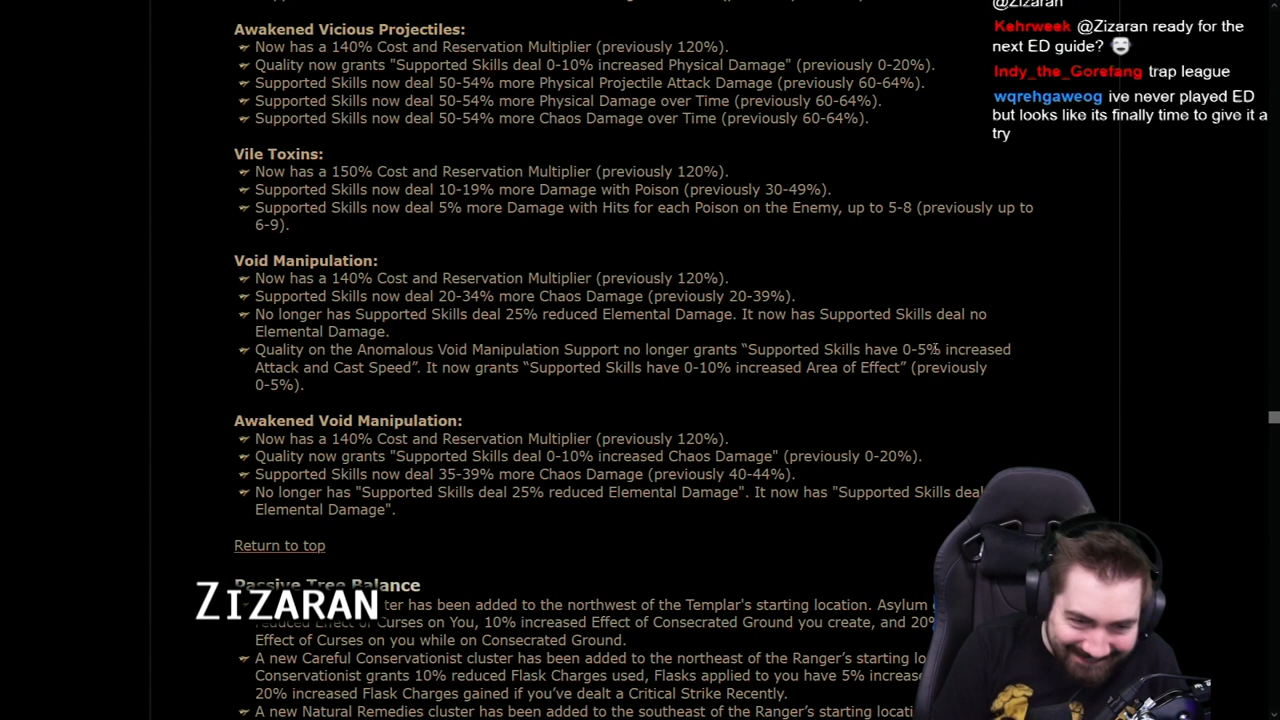 @Zizaran
Kehrweek @Zizaran ready for the
next ED guide?
Indy_the_Gorefang trap league
wqrehgaweog ive never played ED
but looks like its finally time to give it a
try
Awakened Vicious Projectiles:
Now has a 140% Cost and Reservation Multiplier (previously 120%).
Quality now grants "Supported Skills deal 0-10% increased Physical Damage" (previously 0-20%).
Supported Skills deal 50-54% more Physical Projectile Attack Damage (previously 60-64%).
Supported Skills deal 50-54% more Physical Damage over Time (previously 60-64%).
Supported Skills deal 50-54% more Chaos Damage over Time (previously 60-64%).
Vile Toxins:
Now has a 150% Cost and Reservation Multiplier (previously 120%).
Supported Skills now deal 10-19% more Damage with Poison (previously 30-49%).
Supported Skills now deal 5% more Damage with Hits for each Poison on the Enemy, up to 5-8 (previously up to
6-9).
Void Manipulation:
Now has a 140% Cost and Reservation Multiplier (previously 120%).
Supported Skills now deal 20-34% more Chaos Damage (previously 20-39%).
No longer has Supported Skills deal 25% reduced Elemental Damage. It now has Supported Skills deal no
Elemental Damage.
Quality on the Anomalous Void Manipulation Support no longer grants “Supported Skills have 0-5% increased
Attack and Cast Speed”. It now grants “Supported Skills have 0-10% increased Area of Effect” (previously
0-5%).
Awakened Void Manipulation:
Now has a 140% Cost and Reservation Multiplier (previously 120%).
Quality now grants "Supported Skills deal 0-10% increased Chaos Damage" (previously 0-20%).
Supported Skills now deal 35-39% more Chaos Damage (previously 40-44%).
No longer has "Supported Skills deal 25% reduced Elemental Damage". It now has "Supported Skills deal
Elemental Damage".
Return to top
Passive Tree Balance
ZIZARAN
ter has been added to the northwest of the Templar's starting location. Asylum
reduced Effect of Curses on You, 10% increased Effect of Consecrated Ground you create, and 20%
Effect of Curses on you while on Consecrated Ground.
A new Careful Conservationist cluster has been added to the northeast of the Ranger’s starting lo
Conservationist grants 10% reduced Flask Charges used, Flasks applied to you have 5% increase
20% increased Flask Charges gained if you’ve dealt a Critical Strike Recently.
A new Natural Remedies cluster has been added to the southeast of the Ranger’s starting locati